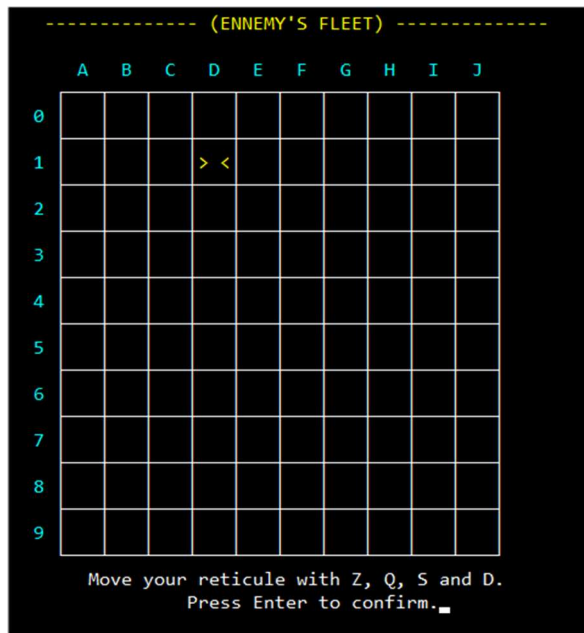 -------------- (ENNEMY'S FLEET) --------------
A B C D E F G H I J
0
1 > <
2
3
4
5
6
7
8
9
Move your reticule with Z, Q, S and D.
Press Enter to confirm._